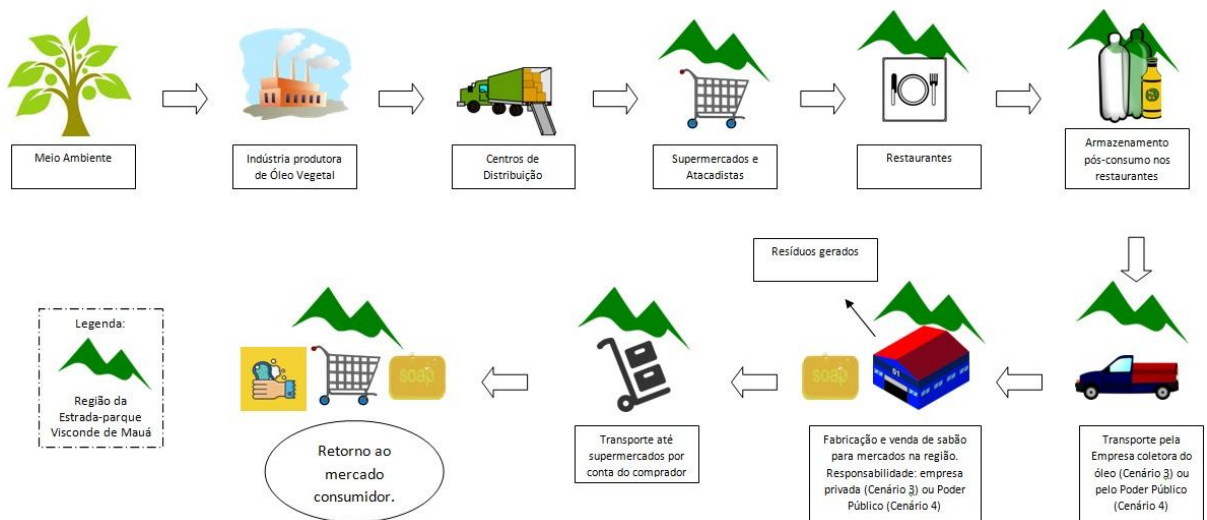 Meio Ambiente
Indústria produtora
de Óleo Vegetal
Centros de
Distribuição
Supermercados e
Atacadistas
Restaurantes
Armazenamento
pós-consumo nos
restaurantes
Resíduos gerados
Legenda:
Região da
Estrada-parque
Visconde de Mauá
soap
Retorno ao
mercado
consumidor.
Transporte até
supermercados por
conta do comprador
soap
01
Fabricação e venda de sabão
para mercados na região.
Responsabilidade: empresa
privada (Cenário 3) ou Poder
Público (Cenário 4)
Transporte pela
Empresa coletora do
óleo (Cenário 3) ou
pelo Poder Público
(Cenário 4)